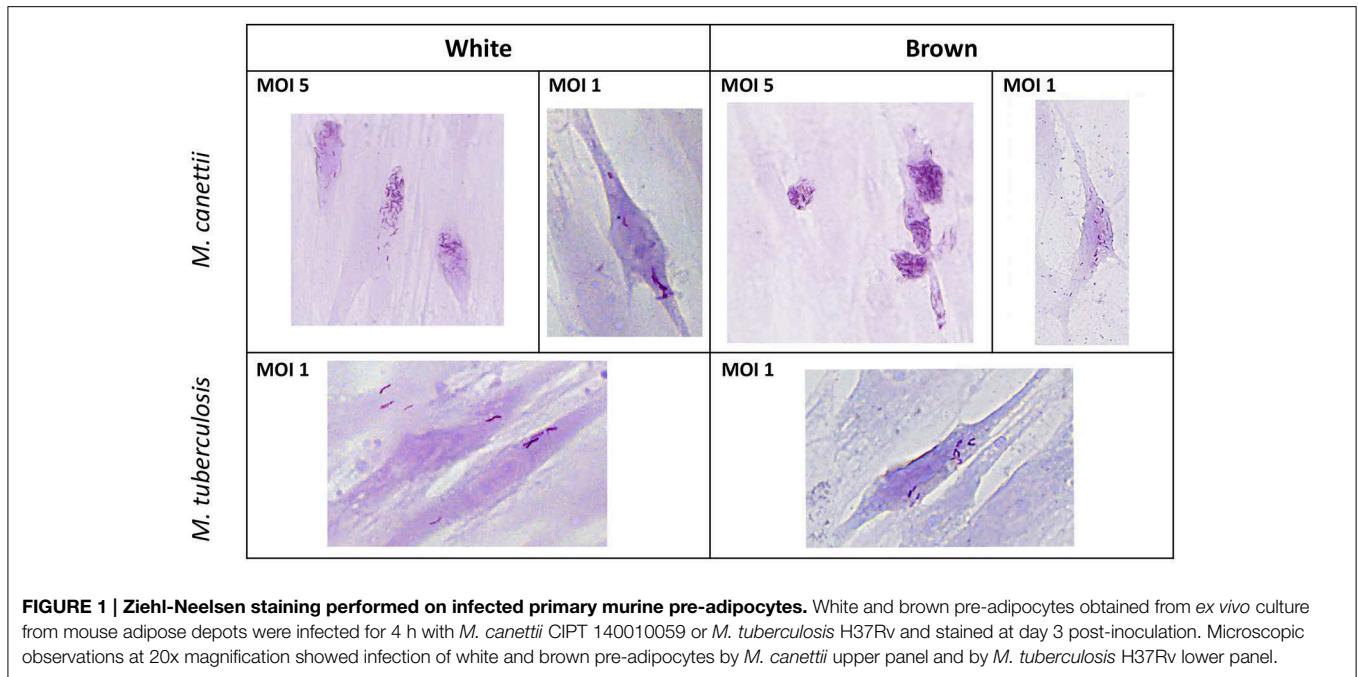 White
Brown
MOI 5
MOI 1
MOI 5
MOI 1
M. canettii
MOI 1
MOI 1
M. tuberculosis
FIGURE 1 | Ziehl-Neelsen staining performed on infected primary murine pre-adipocytes. White and brown pre-adipocytes obtained from ex vivo culture
from mouse adipose depots were infected for 4 h with M. canettii CIPT 140010059 or M. tuberculosis H37Rv and stained at day 3 post-inoculation. Microscopic
observations at 20x magnification showed infection of white and brown pre-adipocytes by M. canettii upper panel and by M. tuberculosis H37Rv lower panel.